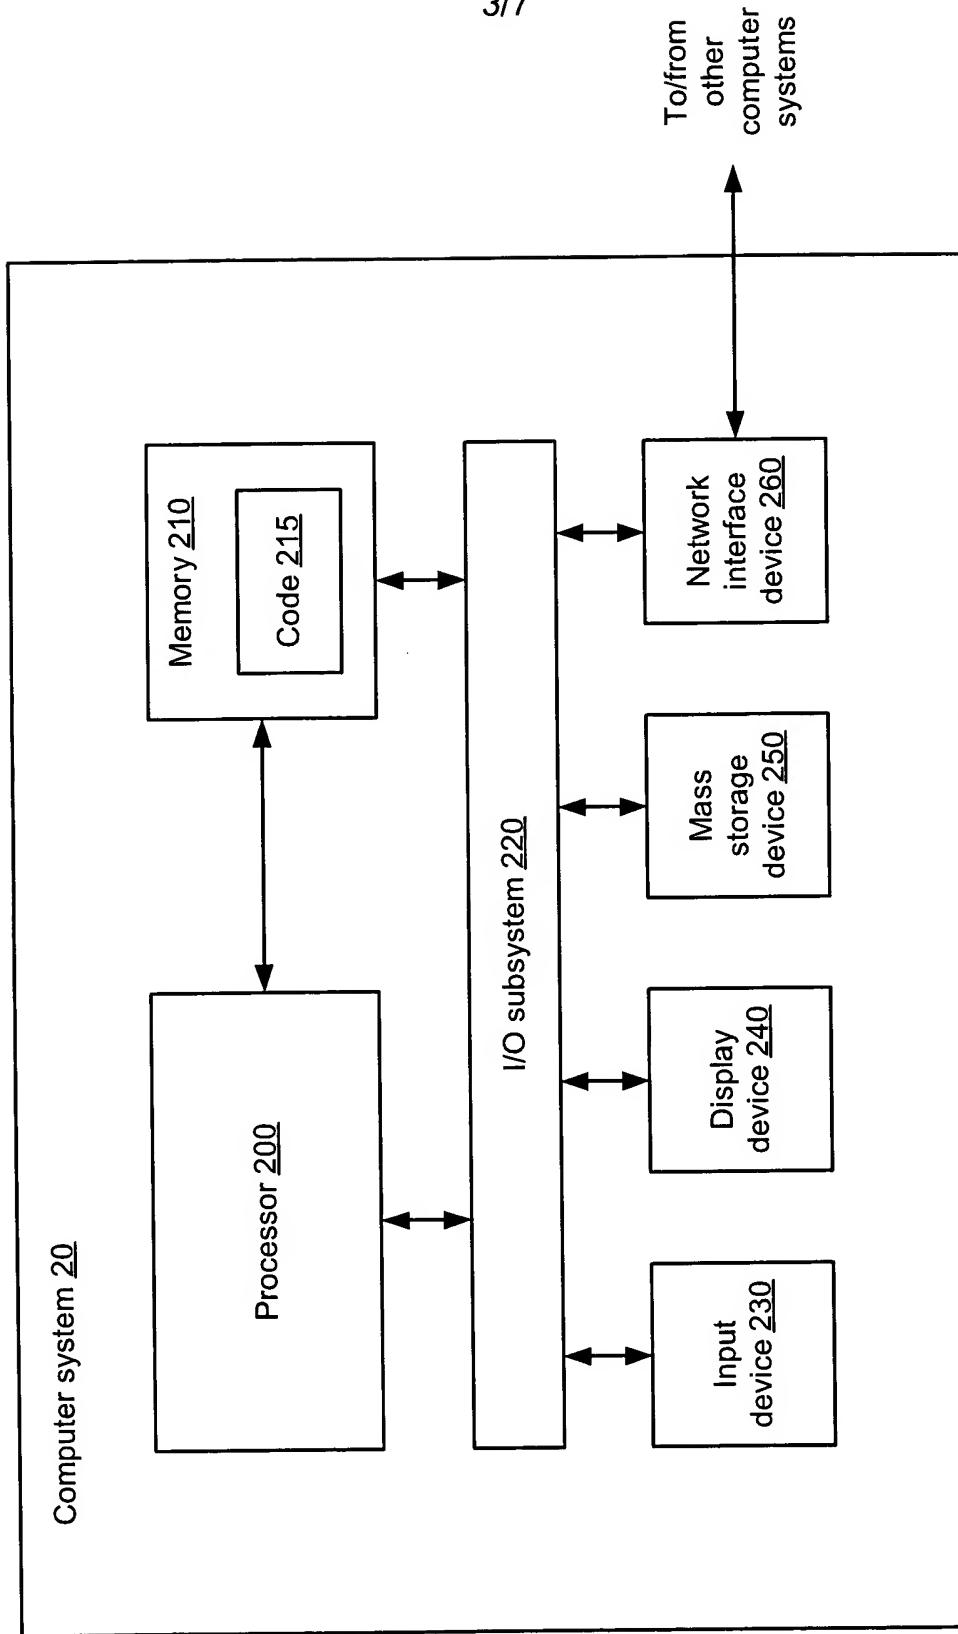 3/7
To/from
other
computer
systems
Computer system 20
Processor 200
Memory 210
Code 215
I/O subsystem 220
Input
device 230
Display
device 240
Mass
storage
device 250
Network
interface
device 260